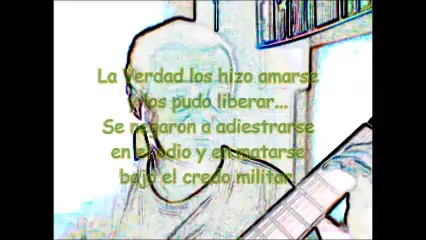 La Verdad los hizo amarse
y los pudo liberar...
Se negaron a adiestrarse
en el odio y en matarse
bajo el credo militar